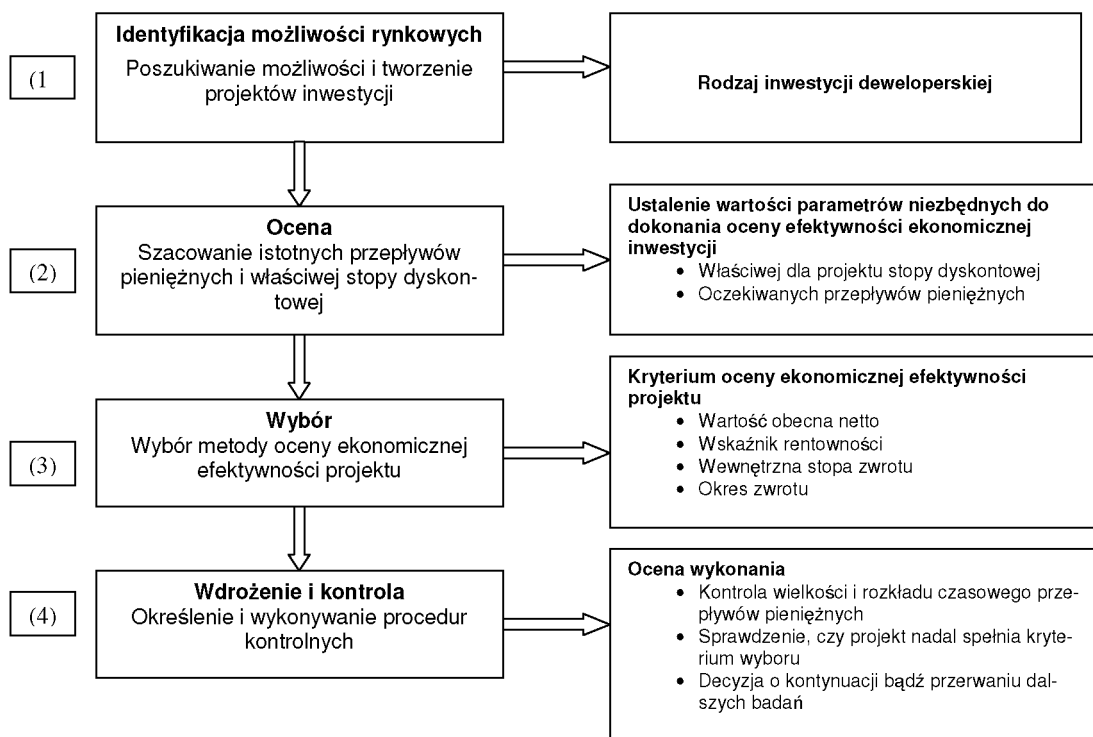 (1
Identyfikacja możliwości rynkowych
Poszukiwanie możliwości i tworzenie
projektów inwestycji
Rodzaj inwestycji deweloperskiej
(2)
Ocena
Szacowanie istotnych przepływów
pieniężnych i właściwej stopy dyskon-
towej
Ustalenie wartości parametrów niezbędnych do
dokonania oceny efektywności ekonomicznej
inwestycji
• Właściwej dla projektu stopy dyskontowej
• Oczekiwanych przepływów pieniężnych
(3)
Wybór
Wybór metody oceny ekonomicznej
efektywności projektu
Kryterium oceny ekonomicznej efektywności
projektu
• Wartość obecna netto
• Wskaźnik rentowności
• Wewnętrzna stopa zwrotu
• Okres zwrotu
(4)
Wdrożenie i kontrola
Określenie i wykonywanie procedur
kontrolnych
Ocena wykonania
• Kontrola wielkości i rozkładu czasowego prze-
pływów pieniężnych
• Sprawdzenie, czy projekt nadal spełnia kryte-
rium wyboru
• Decyzja o kontynuacji bądź przerwaniu dal-
szych badań